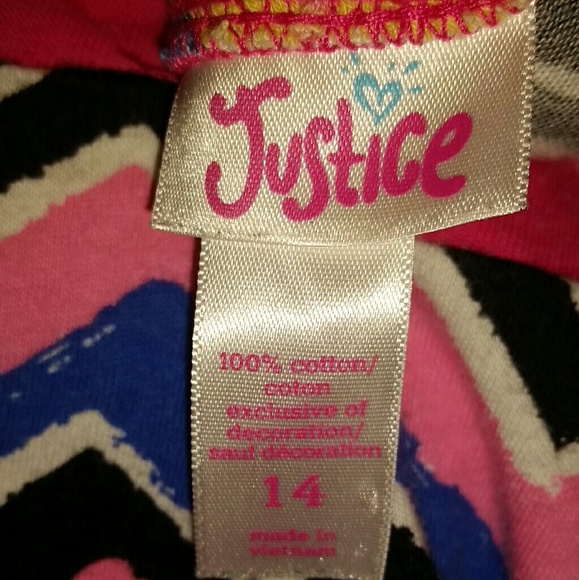 Justice
100% cotton/
coton
exclusive of
decoration/
sauf décoration
14
made in
vietnam